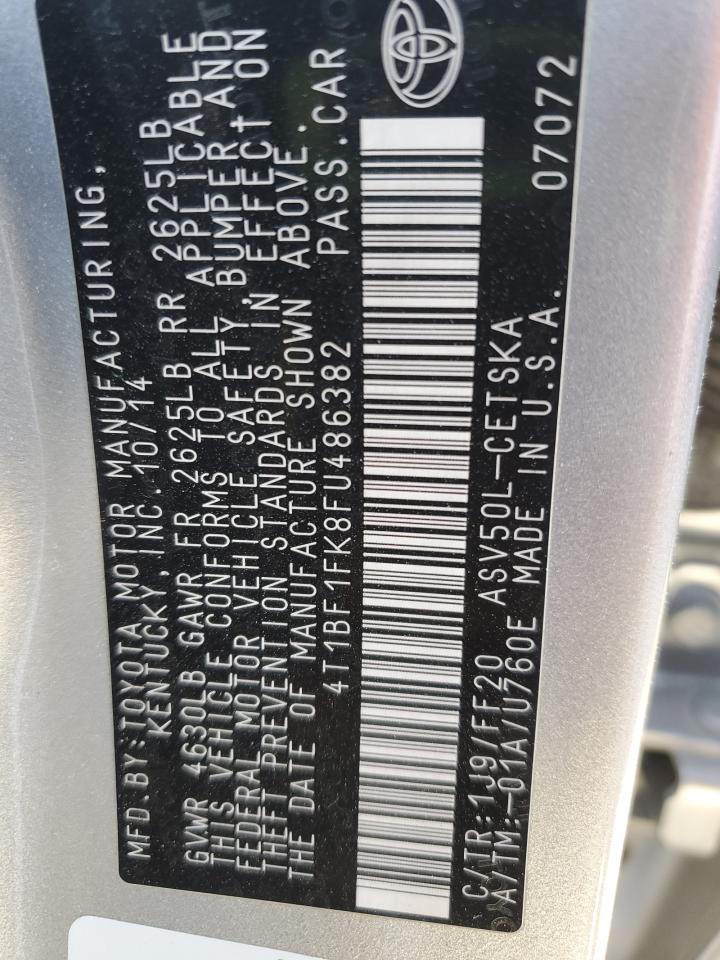 MFD.BY:TOYOTA MOTOR MANUFACTURING,
KENTUCKY,INC.10/14
GVWR 4630LB GAWR FR 2625LB RR 2625LB
THIS VEHICLE CONFORMS TO ALL APPLICABLE
FEDERAL MOTOR VEHICLE SAFETY,BUMPER AND
THEFT PREVENTION STANDARDS IN EFFECT ON
THE DATE OF MANUFACTURE SHOWN ABOVE.
4T1BF1FK8FU486382 PASS.CAR
C/TR:1J9/FF20 ASV50L-CETSKA 07072
A/TM:-01A/U760E MADE IN U.S.A.